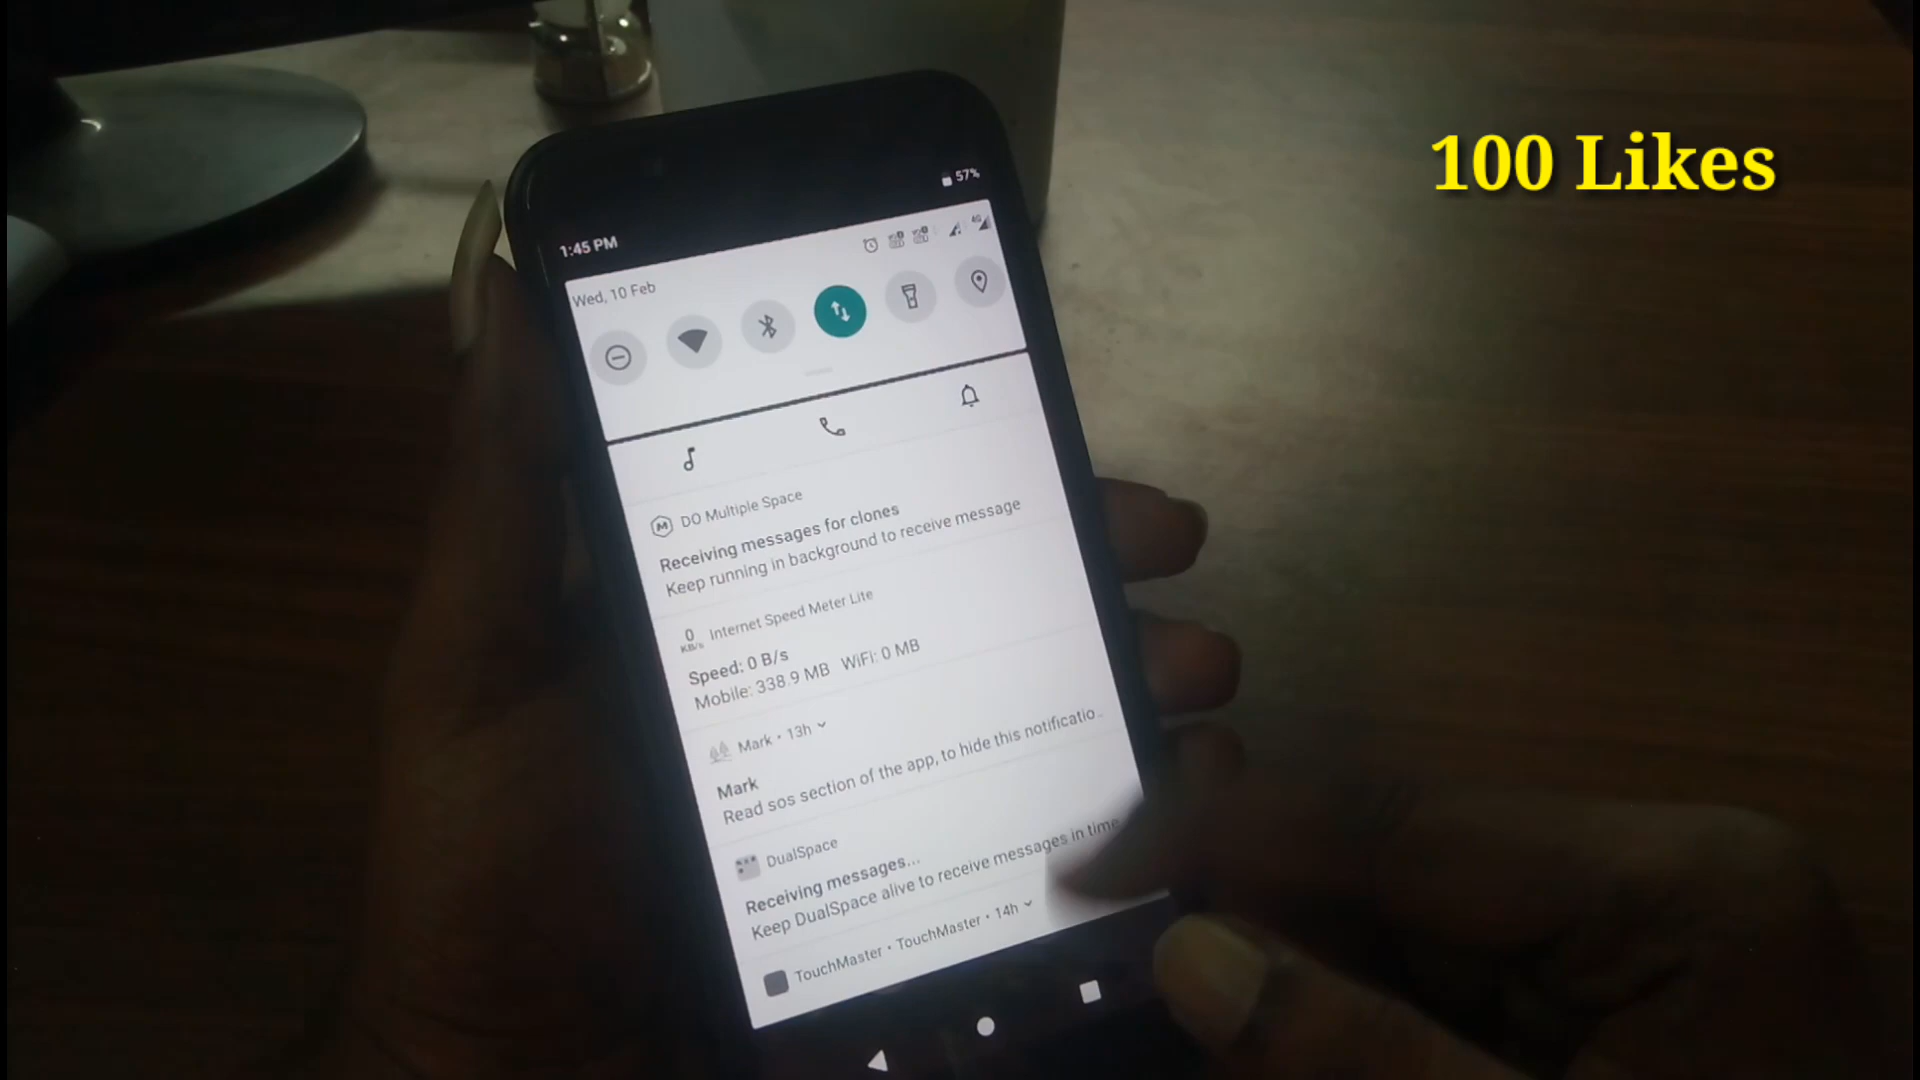 100 Likes
57%
1:45 PM
4G
Wed, 10 Feb
DO Multiple Space
Receiving messages for clones
Keep running in background to receive message
0
KB/s
Internet Speed Meter Lite
Speed: 0 B/s
Mobile: 338.9 MB WiFi: 0 MB
Mark • 13h
Mark
Read sos section of the app, to hide this notificatio..
DualSpace
Receiving messages...
Keep DualSpace alive to receive messages in time
TouchMaster • TouchMaster • 14h